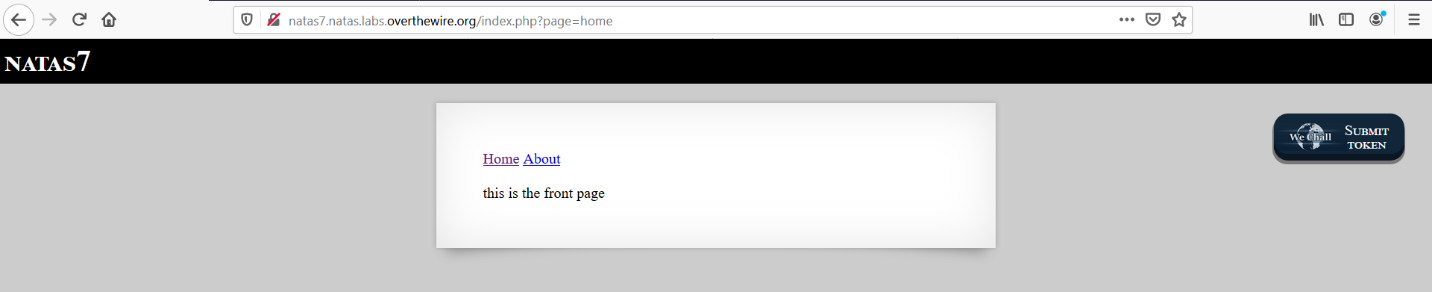 natas7.natas.labs.overthewire.org/index.php?page=home
NATAS7
We Chall
SUBMIT TOKEN
Home About
this is the front page